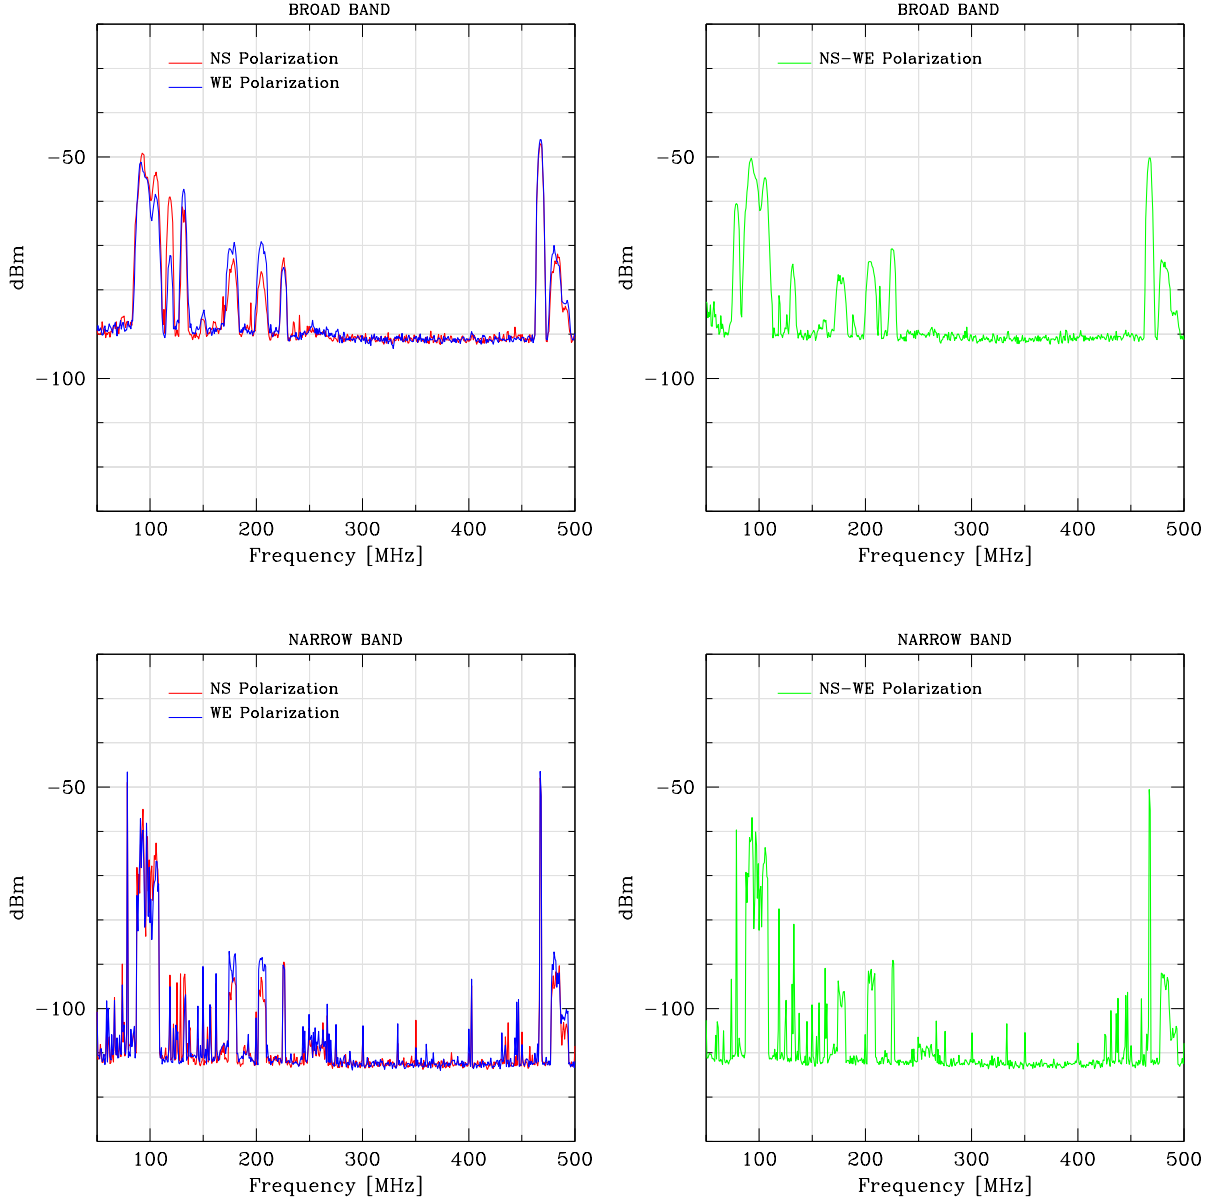 BROAD BAND
NS Polarization
WE Polarization
−50
−100
dBm
100 200 300 400 500
Frequency [MHz]
BROAD BAND
NS−WE Polarization
−50
−100
dBm
100 200 300 400 500
Frequency [MHz]
NARROW BAND
NS Polarization
WE Polarization
−50
−100
dBm
100 200 300 400 500
Frequency [MHz]
NARROW BAND
NS−WE Polarization
−50
−100
dBm
100 200 300 400 500
Frequency [MHz]